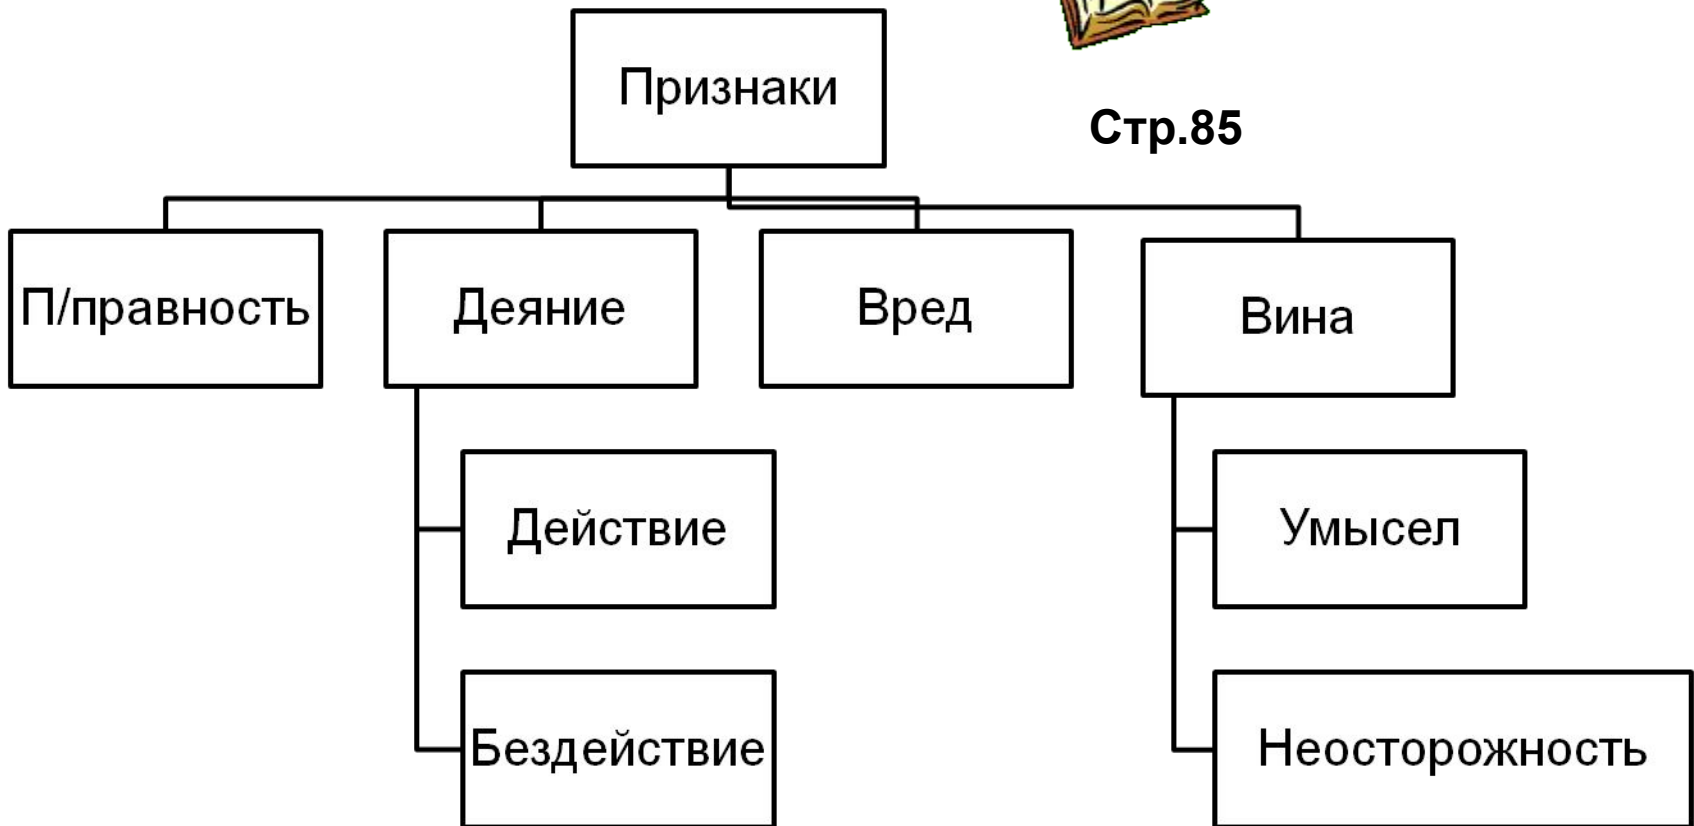 Признаки
Стр.85
П/правность
Деяние
Вред
Вина
Действие
Умысел
Бездействие
Неосторожность